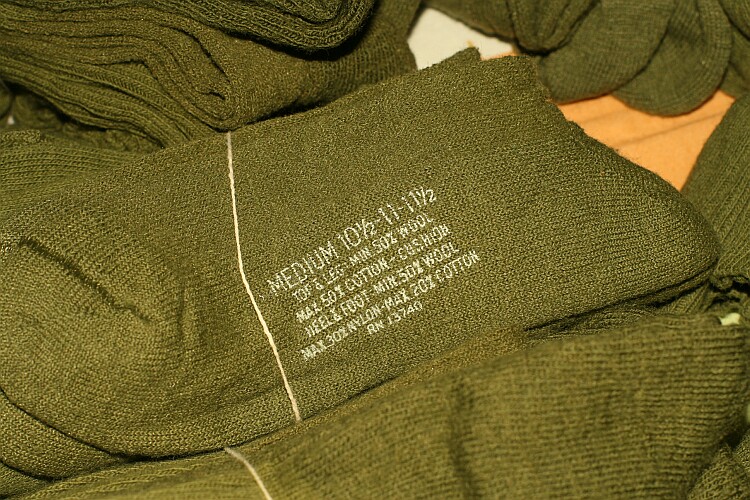 MEDIUM 10½-11-11½
TOP & LEG-MIN. 50% WOOL
MAX. 50% COTTON - CUSHION
HEEL & FOOT-MIN. 50% WOOL
MAX. 30% NYLON-MAX 20% COTTON
RN 13740